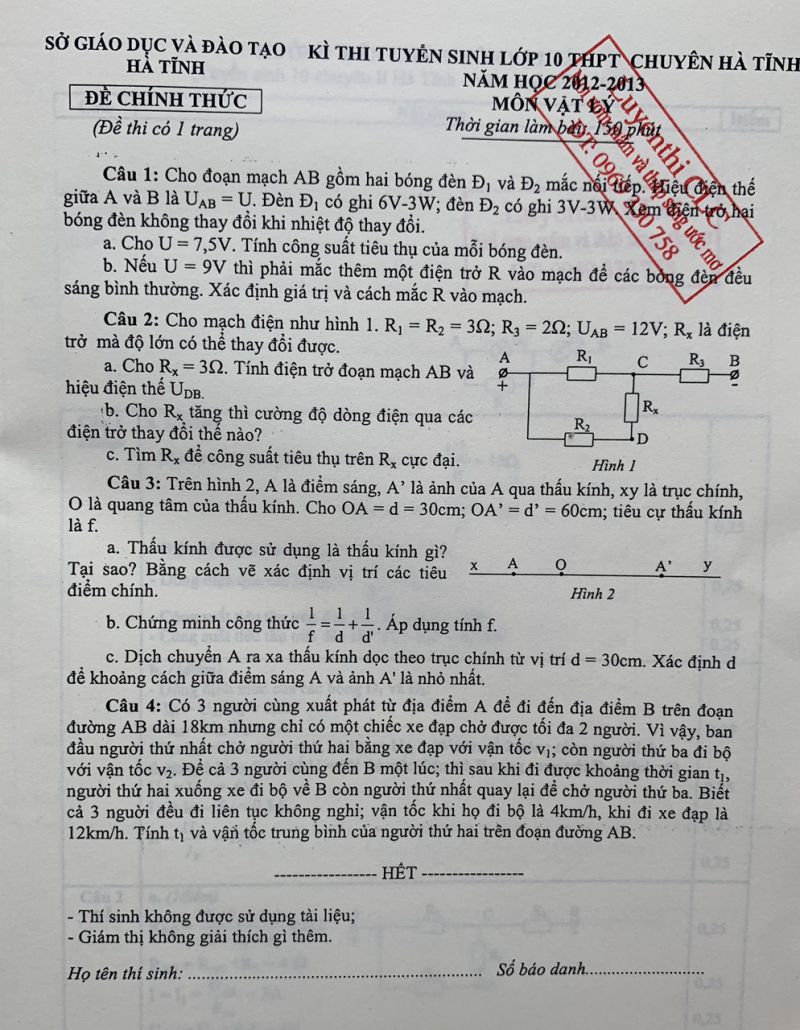 SỞ GIÁO DỤC VÀ ĐÀO TẠO
HÀ TĨNH
ĐỀ CHÍNH THỨC
(Đề thi có 1 trang)
KÌ THI TUYỂN SINH LỚP 10 THPT CHUYÊN HÀ TĨNH
NĂM HỌC 2012-2013
MÔN VẬT LÝ
Thời gian làm bài: 150 phút
Luyenthi CLC
và thắp sáng ước mơ
Câu 1: Cho đoạn mạch AB gồm hai bóng đèn Đ₁ và Đ₂ mắc nối tiếp. Hiệu điện thế
giữa A và B là U_AB = U. Đèn Đ₁ có ghi 6V-3W; đèn Đ₂ có ghi 3V-3W. Xem điện trở hai
bóng đèn không thay đổi khi nhiệt độ thay đổi.
a. Cho U = 7,5V. Tính công suất tiêu thụ của mỗi bóng đèn.
b. Nếu U = 9V thì phải mắc thêm một điện trở R vào mạch để các bóng đèn đều
sáng bình thường. Xác định giá trị và cách mắc R vào mạch.
Câu 2: Cho mạch điện như hình 1. R₁ = R₂ = 3Ω; R₃ = 2Ω; U_AB = 12V; Rₓ là điện
trở mà độ lớn có thể thay đổi được.
a. Cho Rₓ = 3Ω. Tính điện trở đoạn mạch AB và
hiệu điện thế U_DB.
b. Cho Rₓ tăng thì cường độ dòng điện qua các
điện trở thay đổi thế nào?
c. Tìm Rₓ để công suất tiêu thụ trên Rₓ cực đại.
A R₁ C R₃ B
+ -
Rₓ
R₂
D
Hình 1
Câu 3: Trên hình 2, A là điểm sáng, A' là ảnh của A qua thấu kính, xy là trục chính,
O là quang tâm của thấu kính. Cho OA = d = 30cm; OA' = d' = 60cm; tiêu cự thấu kính
là f.
a. Thấu kính được sử dụng là thấu kính gì?
Tại sao? Bằng cách vẽ xác định vị trí các tiêu
điểm chính.
x A O A' y
Hình 2
b. Chứng minh công thức 1/f = 1/d + 1/d'. Áp dụng tính f.
c. Dịch chuyển A ra xa thấu kính dọc theo trục chính từ vị trí d = 30cm. Xác định d
để khoảng cách giữa điểm sáng A và ảnh A' là nhỏ nhất.
Câu 4: Có 3 người cùng xuất phát từ địa điểm A để đi đến địa điểm B trên đoạn
đường AB dài 18km nhưng chỉ có một chiếc xe đạp chở được tối đa 2 người. Vì vậy, ban
đầu người thứ nhất chở người thứ hai bằng xe đạp với vận tốc v₁; còn người thứ ba đi bộ
với vận tốc v₂. Để cả 3 người cùng đến B một lúc; thì sau khi đi được khoảng thời gian t₁,
người thứ hai xuống xe đi bộ về B còn người thứ nhất quay lại để chở người thứ ba. Biết
cả 3 nguời đều đi liên tục không nghỉ; vận tốc khi họ đi bộ là 4km/h, khi đi xe đạp là
12km/h. Tính t₁ và vận tốc trung bình của người thứ hai trên đoạn đường AB.
----------------- HẾT -----------------
- Thí sinh không được sử dụng tài liệu;
- Giám thị không giải thích gì thêm.
Họ tên thí sinh: .......................................................... Số báo danh........................